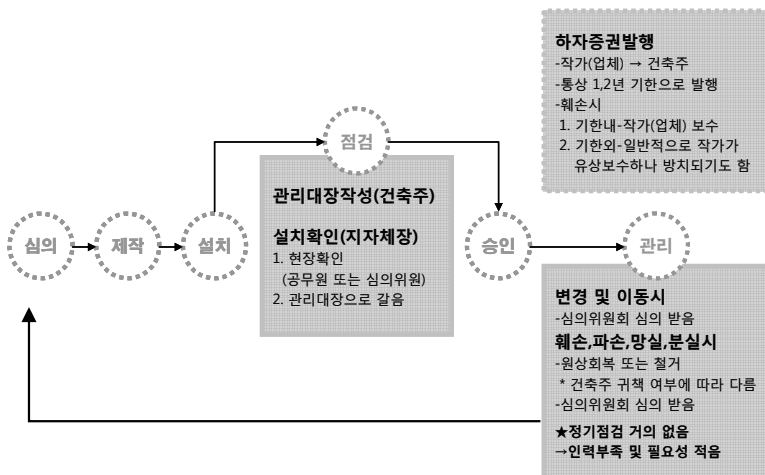 하자증권발행
-작가(업체) → 건축주
-통상 1,2년 기한으로 발행
-훼손시
1. 기한내-작가(업체) 보수
2. 기한외-일반적으로 작가가
유상보수하나 방치되기도 함
점검
관리대장작성(건축주)
설치확인(지자체장)
1. 현장확인
(공무원 또는 심의위원)
2. 관리대장으로 갈음
심의
제작
설치
승인
관리
변경 및 이동시
-심의위원회 심의 받음
훼손,파손,망실,분실시
-원상회복 또는 철거
* 건축주 귀책 여부에 따라 다름
-심의위원회 심의 받음
★정기점검 거의 없음
→인력부족 및 필요성 적음